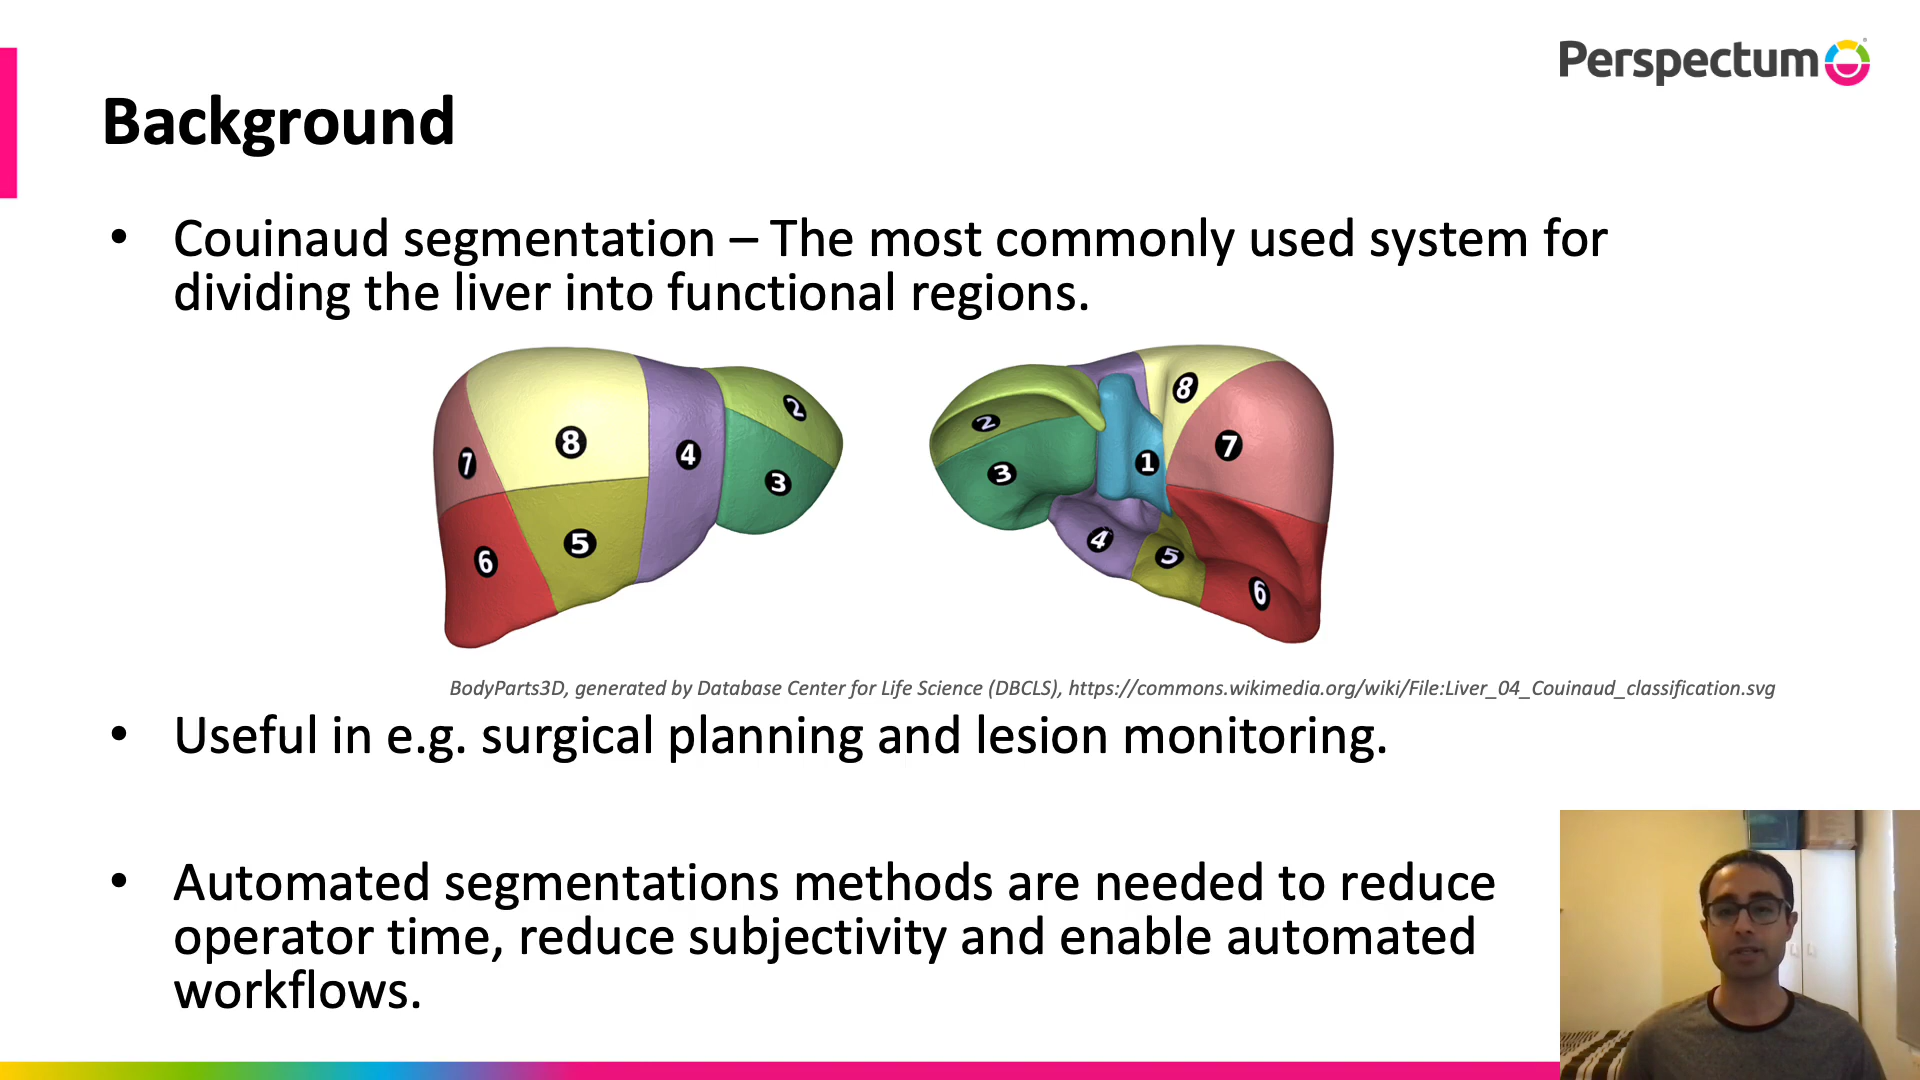 Perspectum
Background
• Couinaud segmentation – The most commonly used system for
dividing the liver into functional regions.
7 8 4 2 3 6 5
2 3 1 8 7 4 5 6
BodyParts3D, generated by Database Center for Life Science (DBCLS), https://commons.wikimedia.org/wiki/File:Liver_04_Couinaud_classification.svg
• Useful in e.g. surgical planning and lesion monitoring.
• Automated segmentations methods are needed to reduce
operator time, reduce subjectivity and enable automated
workflows.